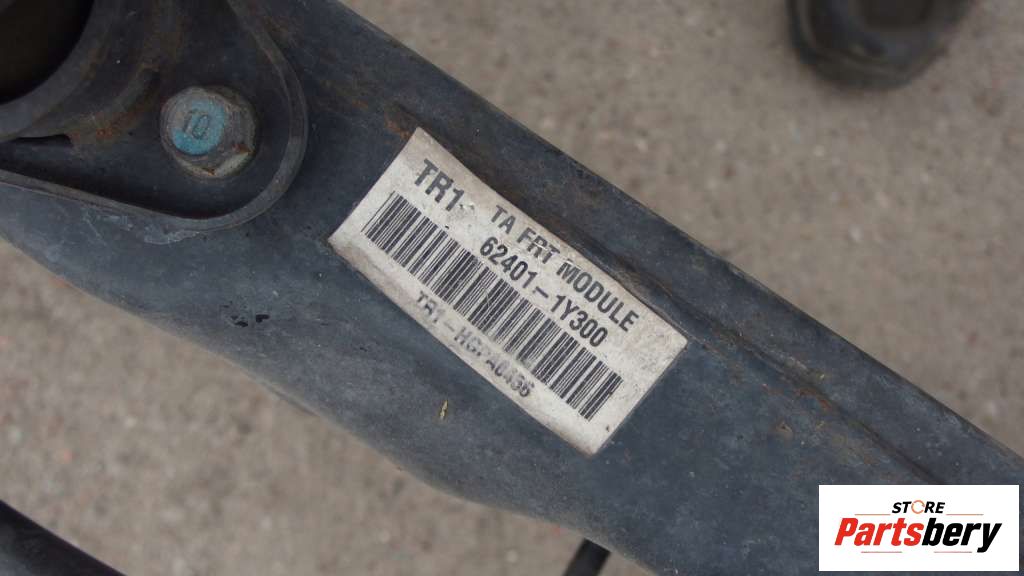 10
TR1
TA FRT MODULE
62401-1Y300
STORE
Partsbery